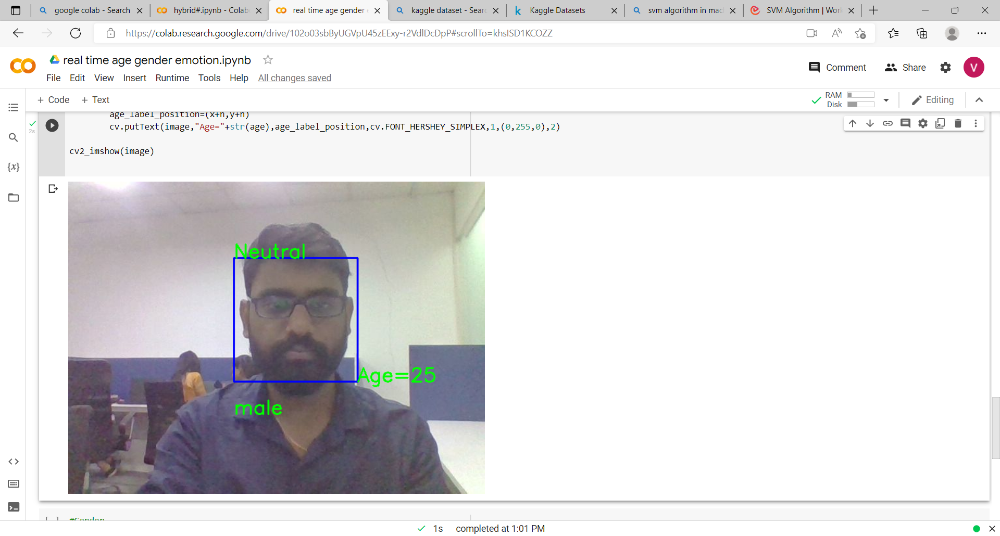 google colab - Search
hybrid#.ipynb - Colab
real time age gender
kaggle dataset - Sear
Kaggle Datasets
svm algorithm in mac
SVM Algorithm | Wor
https://colab.research.google.com/drive/102o03sbByUGVpU45zEExy-r2VdlDcDpP#scrollTo=khsISD1KCOZZ
real time age gender emotion.ipynb
Comment
Share
V
File Edit View Insert Runtime Tools Help All changes saved
+ Code + Text
RAM
Disk
Editing
age_label_position=(x+h,y+h)
2s
cv.putText(image,"Age="+str(age),age_label_position,cv.FONT_HERSHEY_SIMPLEX,1,(0,255,0),2)
cv2_imshow(image)
{x}
Neutral
Age=25
male
[ ] #Gender
1s completed at 1:01 PM